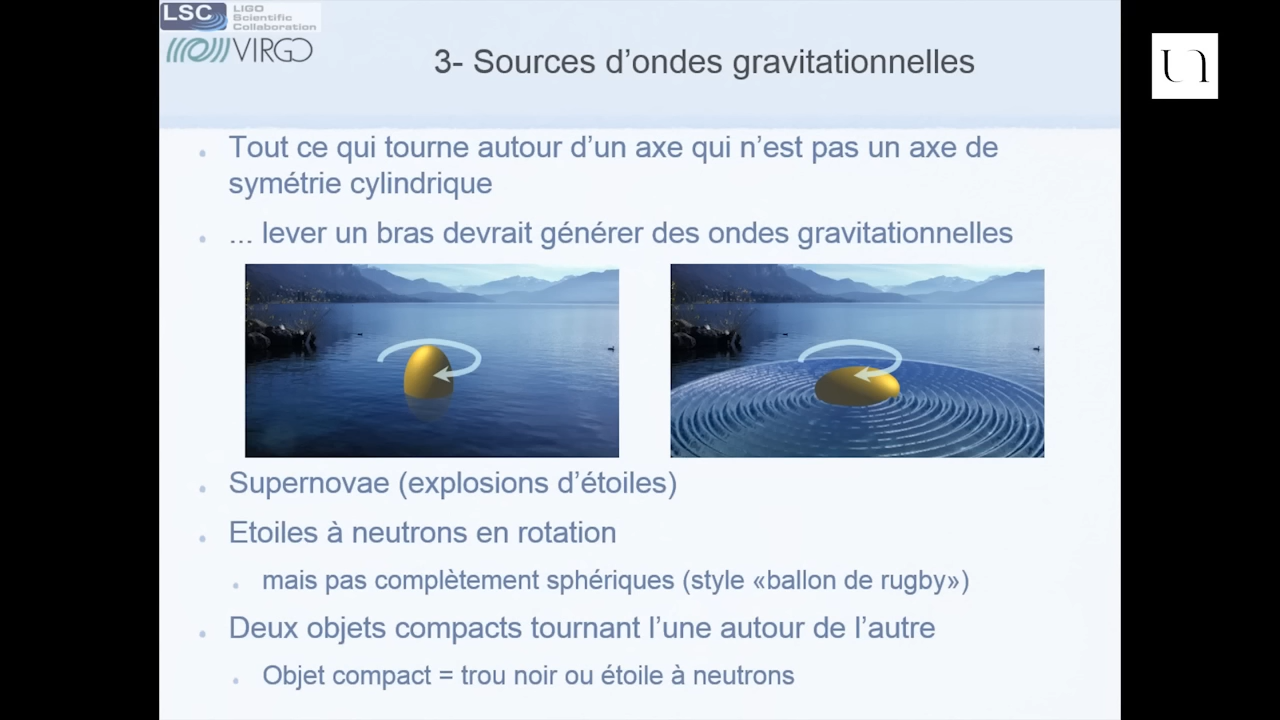 LSC
LIGO
Scientific
Collaboration
VIRGO
3- Sources d’ondes gravitationnelles
Tout ce qui tourne autour d’un axe qui n’est pas un axe de
symétrie cylindrique
... lever un bras devrait générer des ondes gravitationnelles
Supernovae (explosions d’étoiles)
Etoiles à neutrons en rotation
mais pas complètement sphériques (style «ballon de rugby»)
Deux objets compacts tournant l’une autour de l’autre
Objet compact = trou noir ou étoile à neutrons